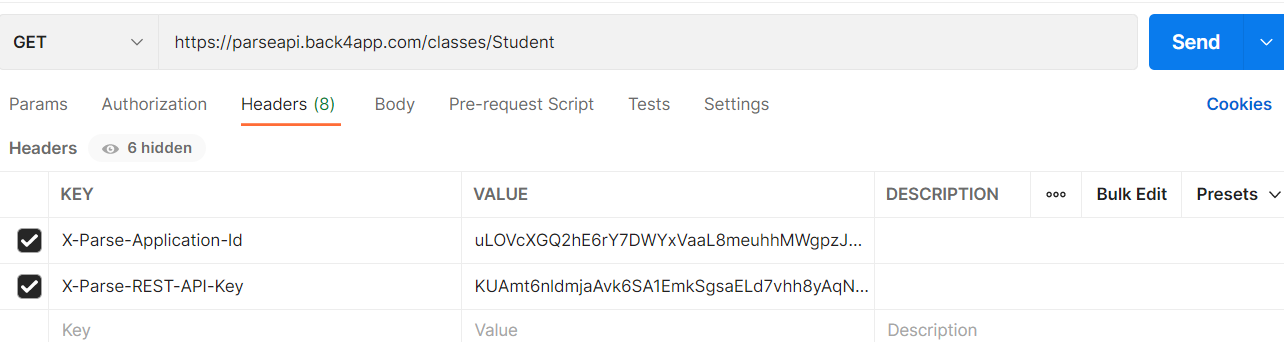 GET https://parseapi.back4app.com/classes/Student Send
Params Authorization Headers (8) Body Pre-request Script Tests Settings Cookies
Headers 6 hidden
KEY VALUE DESCRIPTION ooo Bulk Edit Presets
X-Parse-Application-Id uLOVcXGQ2hE6rY7DWYxVaaL8meuhhMWgpzJ...
X-Parse-REST-API-Key KUAmt6nldmjaAvk6SA1EmkSgsaELd7vhh8yAqN...
Key Value Description